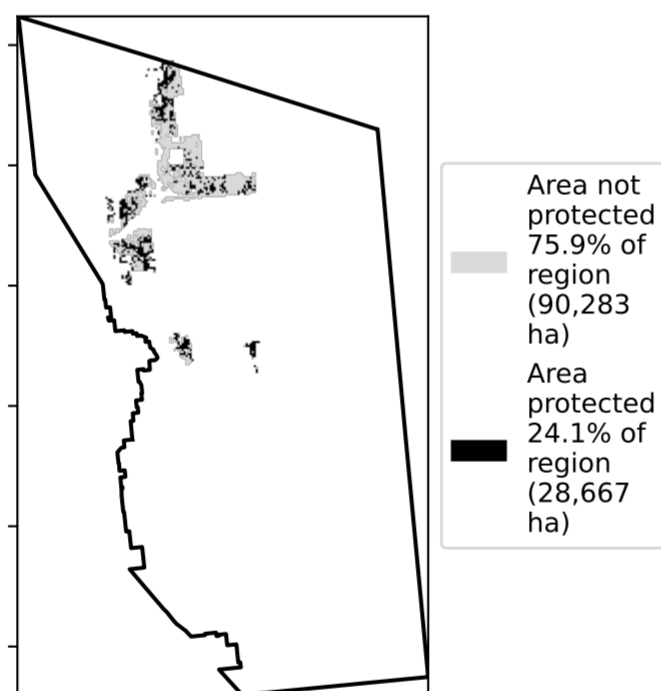 Area not
protected
75.9% of
region
(90,283
ha)
Area
protected
24.1% of
region
(28,667
ha)